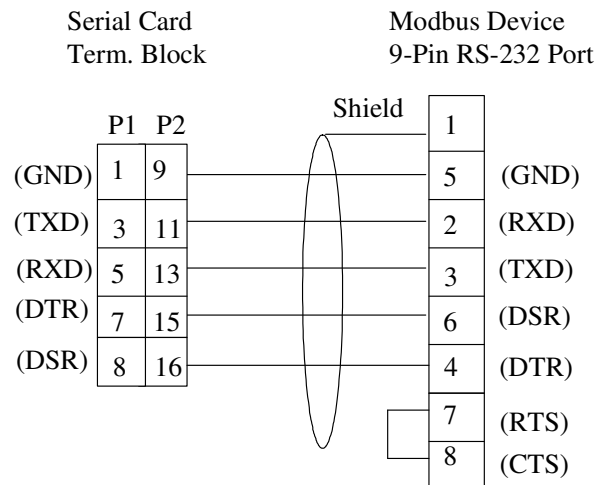 Serial Card Modbus Device
Term. Block 9-Pin RS-232 Port
Shield
P1 P2 1
(GND) 1 9 5 (GND)
(TXD) 3 11 2 (RXD)
(RXD) 5 13 3 (TXD)
(DTR) 7 15 6 (DSR)
(DSR) 8 16 4 (DTR)
7 (RTS)
8 (CTS)